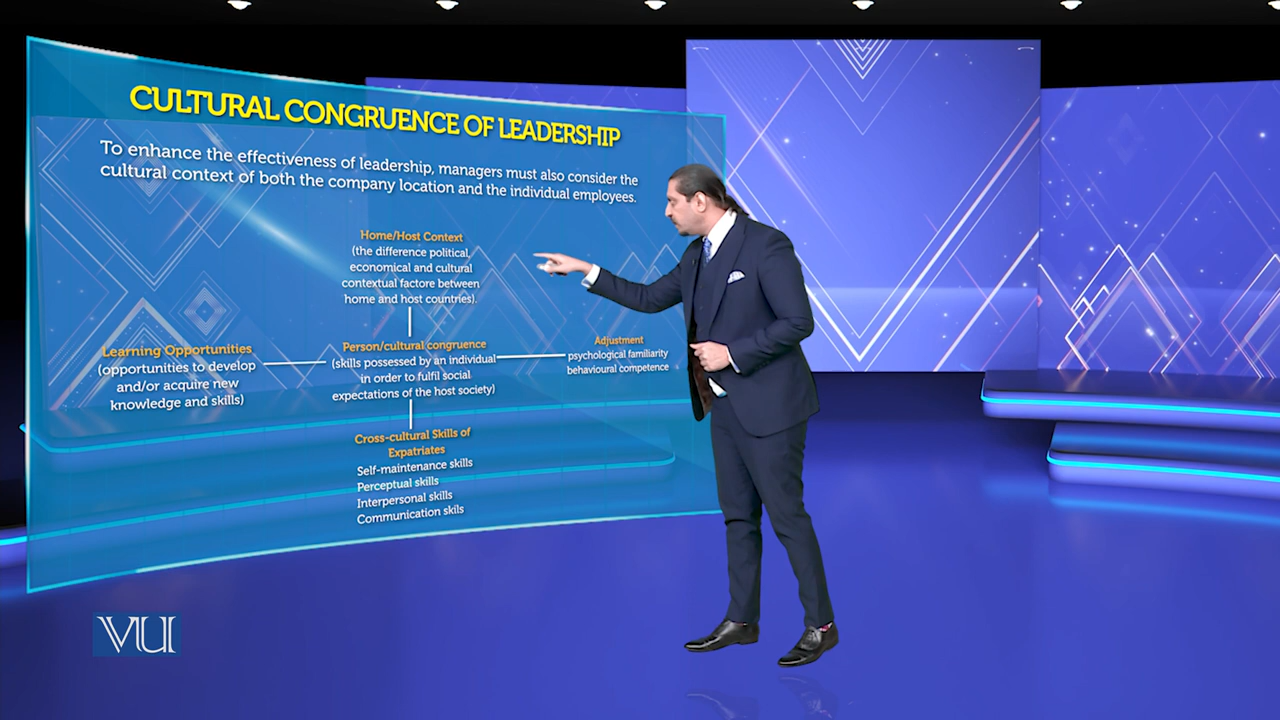 CULTURAL CONGRUENCE OF LEADERSHIP
To enhance the effectiveness of leadership, managers must also consider the
cultural context of both the company location and the individual employees.
Home/Host Context
(the difference political,
economical and cultural
contextual factore between
home and host countries).
Learning Opportunities
(opportunities to develop
and/or acquire new
knowledge and skills)
Person/cultural congruence
(skills possessed by an individual
in order to fulfil social
expectations of the host society)
Adjustment
psychological familiarity
behavioural competence
Cross-cultural Skills of
Expatriates
Self-maintenance skills
Perceptual skills
Interpersonal skills
Communication skils
VU